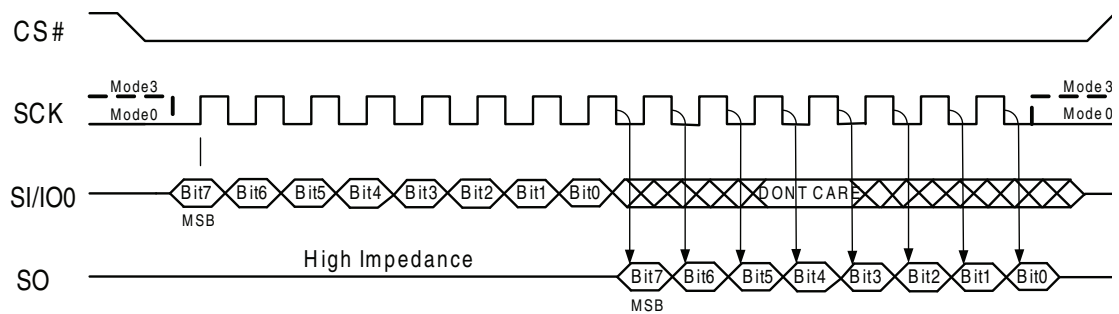 CS#
Mode3
Mode3
SCK
Mode0
Mode0
SI/IO0
Bit7 Bit6 Bit5 Bit4 Bit3 Bit2 Bit1 Bit0 DONT CARE
MSB
High Impedance
SO
Bit7 Bit6 Bit5 Bit4 Bit3 Bit2 Bit1 Bit0
MSB